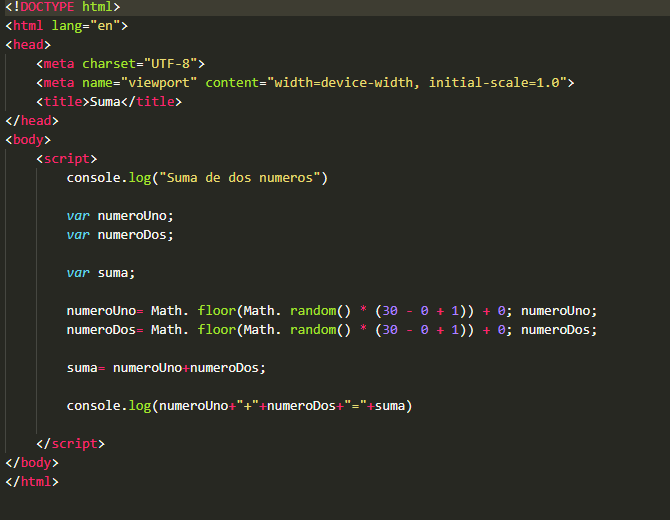 <!DOCTYPE html>
<html lang="en">
<head>
    <meta charset="UTF-8">
    <meta name="viewport" content="width=device-width, initial-scale=1.0">
    <title>Suma</title>
</head>
<body>
    <script>
        console.log("Suma de dos numeros")
        var numeroUno;
        var numeroDos;
        var suma;
        numeroUno= Math. floor(Math. random() * (30 - 0 + 1)) + 0; numeroUno;
        numeroDos= Math. floor(Math. random() * (30 - 0 + 1)) + 0; numeroDos;
        suma= numeroUno+numeroDos;
        console.log(numeroUno+"+"+numeroDos+"="+suma)
    </script>
</body>
</html>